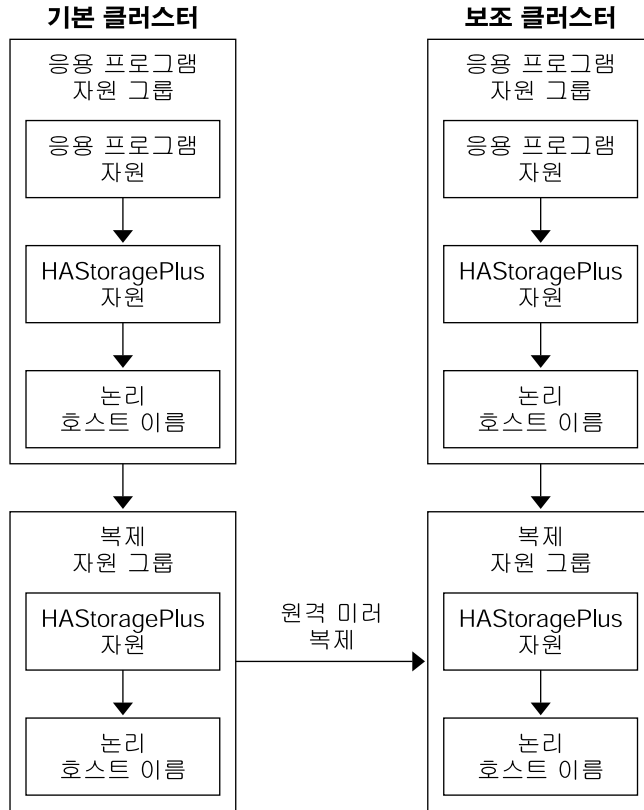 기본 클러스터
응용 프로그램
자원 그룹
응용 프로그램
자원
HAStoragePlus
자원
논리
호스트 이름
복제
자원 그룹
HAStoragePlus
자원
논리
호스트 이름
원격 미러
복제
보조 클러스터
응용 프로그램
자원 그룹
응용 프로그램
자원
HAStoragePlus
자원
논리
호스트 이름
복제
자원 그룹
HAStoragePlus
자원
논리
호스트 이름